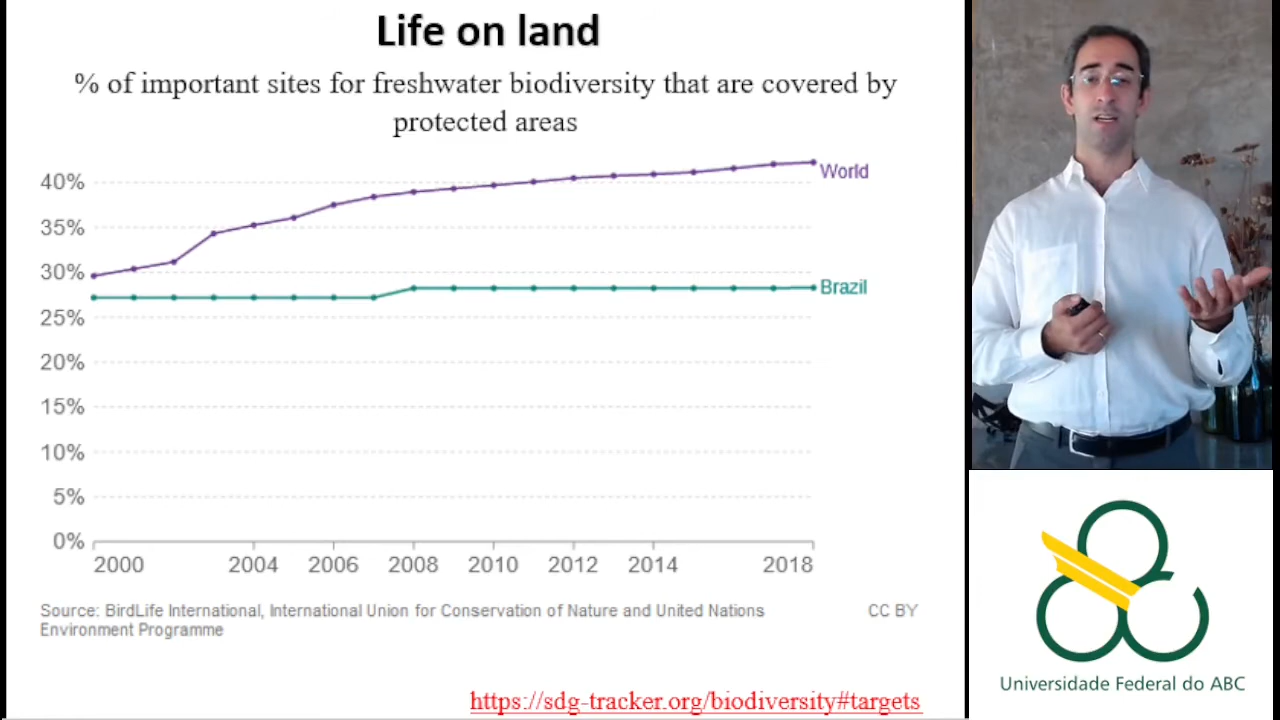 Life on land
% of important sites for freshwater biodiversity that are covered by
protected areas
40%
35%
30%
25%
20%
15%
10%
5%
0%
World
Brazil
2000 2004 2006 2008 2010 2012 2014 2018
Source: BirdLife International, International Union for Conservation of Nature and United Nations
Environment Programme
CC BY
https://sdg-tracker.org/biodiversity#targets
Universidade Federal do ABC